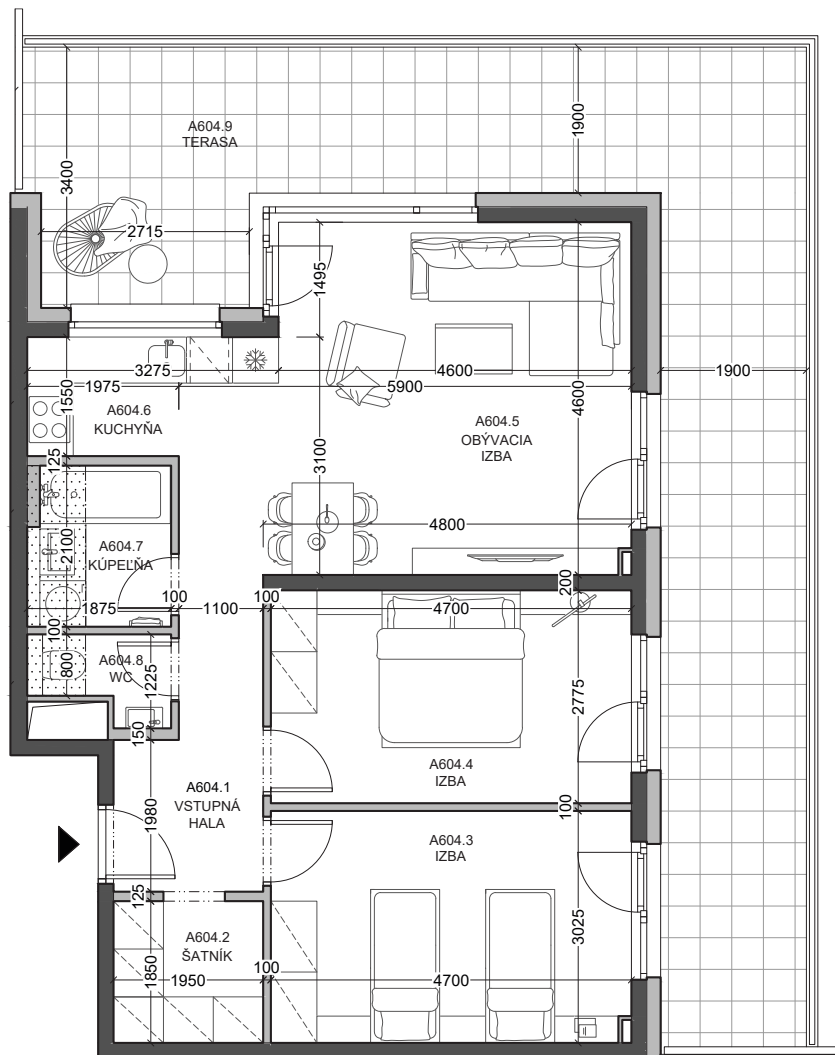 A604.9
TERASA
1900
3400
2715
1495
3275
4600
1900
1975
5900
4600
1550
A604.6
KUCHYŇA
A604.5
OBÝVACIA
IZBA
3100
125
4800
2100
A604.7
KÚPEĽŇA
200
1875
100
1100
100
4700
100
800
A604.8
WC
1225
2775
150
A604.4
IZBA
A604.1
VSTUPNÁ
HALA
1980
100
A604.3
IZBA
125
3025
A604.2
ŠATNÍK
1850
1950
100
4700